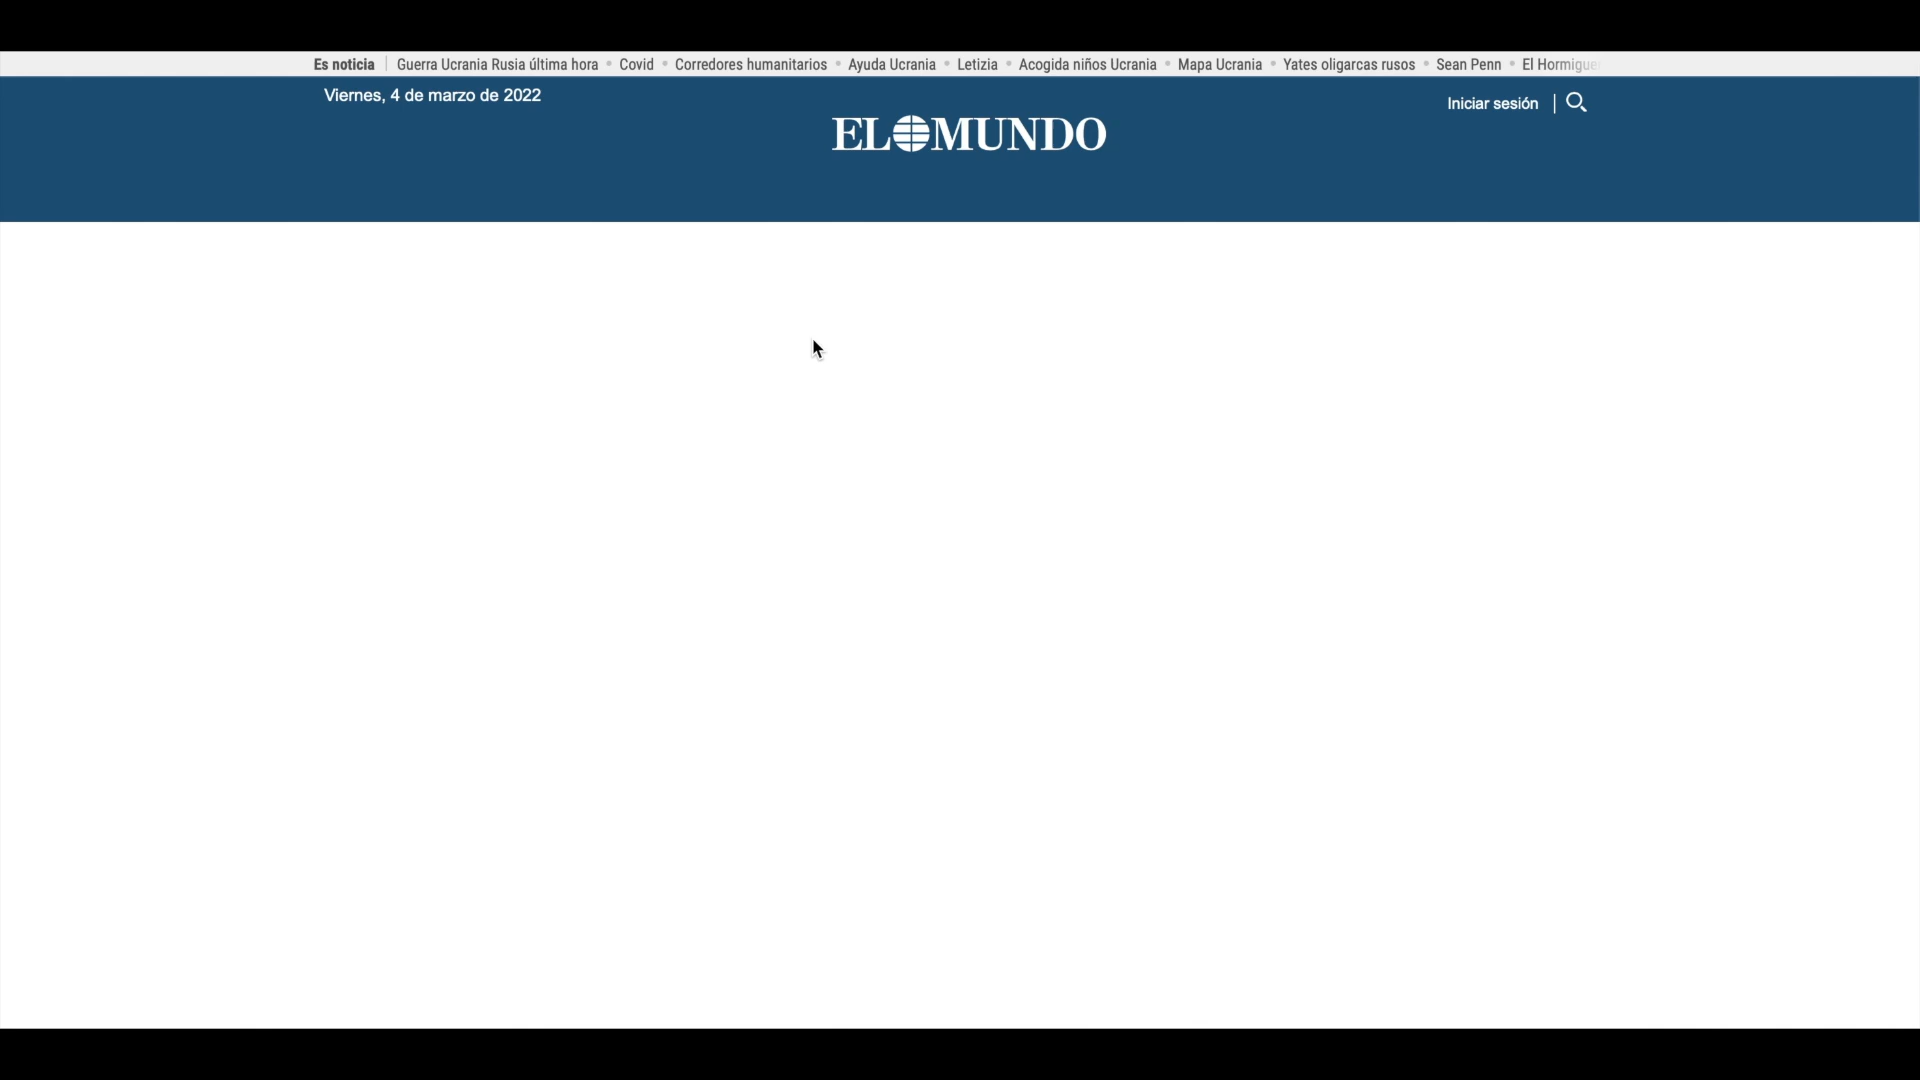 Es noticia Guerra Ucrania Rusia última hora • Covid • Corredores humanitarios • Ayuda Ucrania • Letizia • Acogida niños Ucrania • Mapa Ucrania • Yates oligarcas rusos • Sean Penn • El Hormigue
Viernes, 4 de marzo de 2022
Iniciar sesión
EL MUNDO